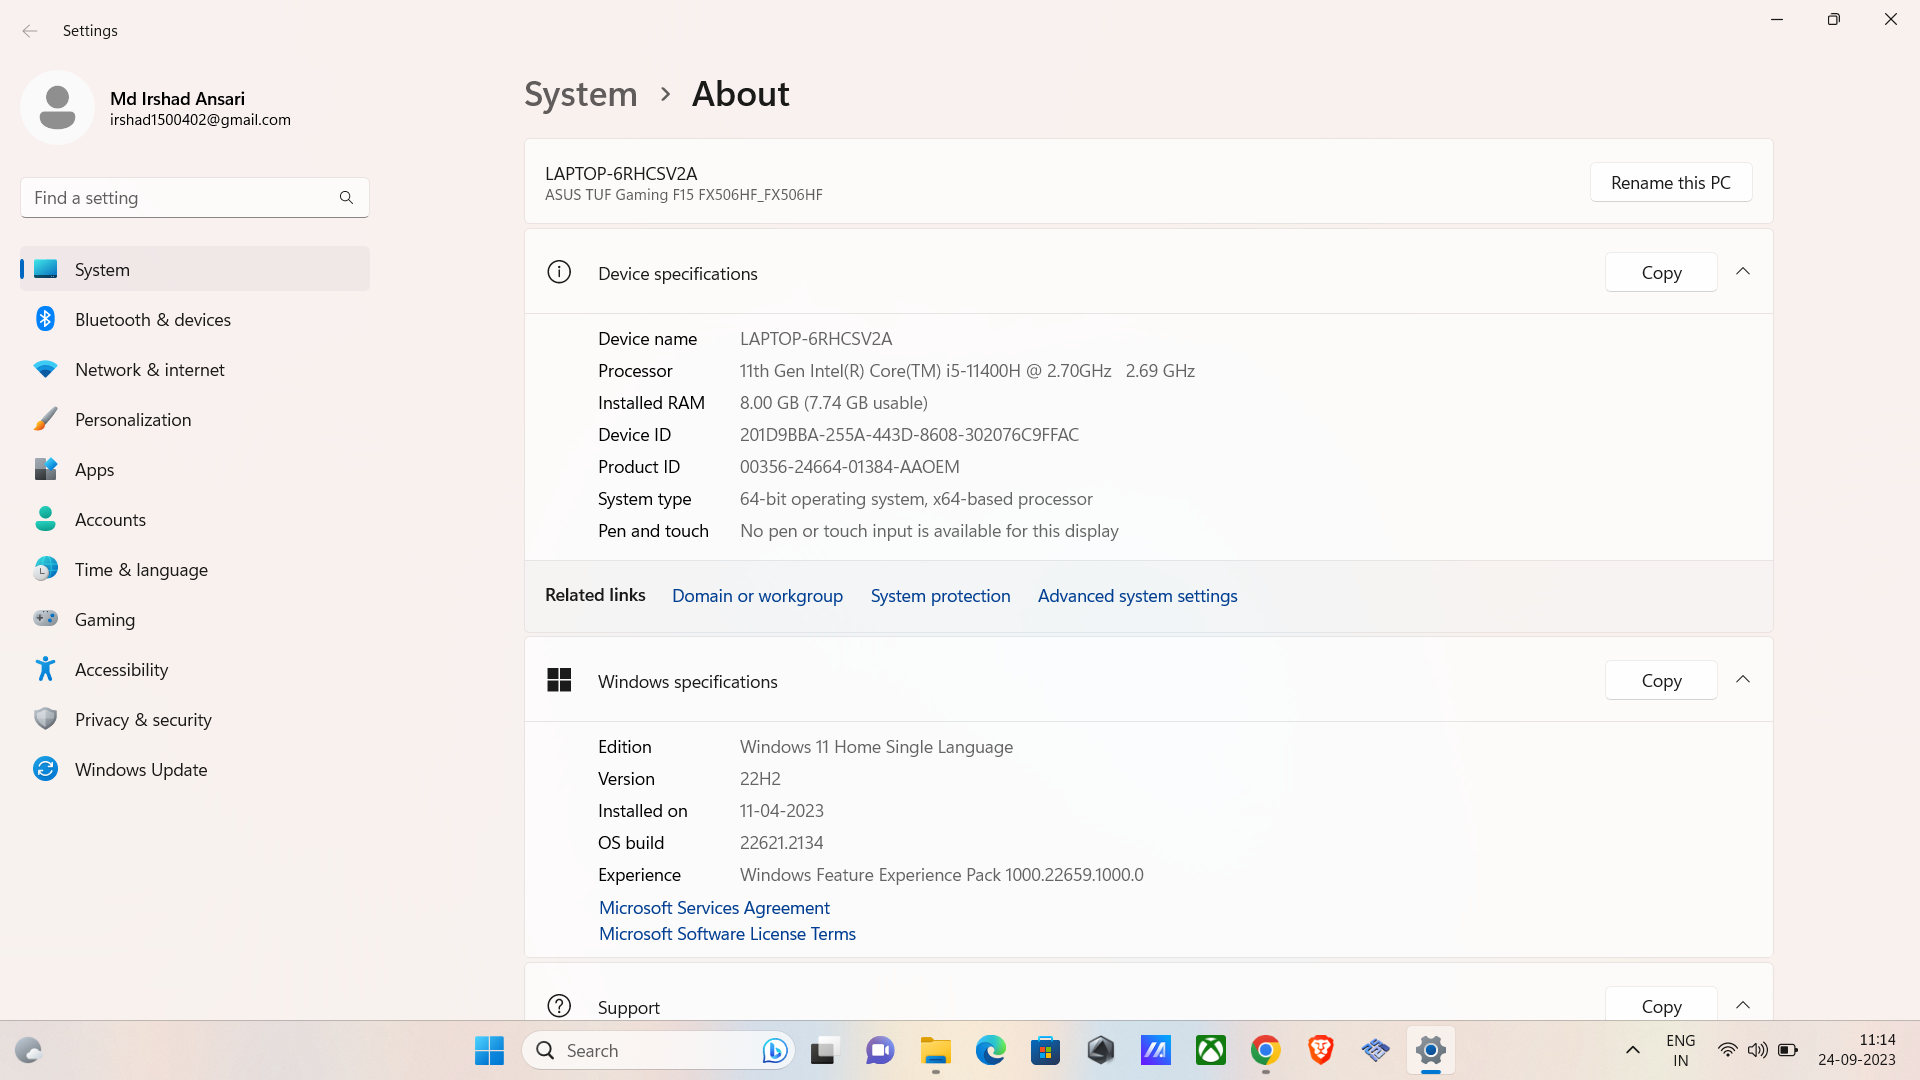 Settings
Md Irshad Ansari
irshad1500402@gmail.com
Find a setting
System
Bluetooth & devices
Network & internet
Personalization
Apps
Accounts
Time & language
Gaming
Accessibility
Privacy & security
Windows Update
System > About
LAPTOP-6RHCSV2A
ASUS TUF Gaming F15 FX506HF_FX506HF
Rename this PC
Device specifications
Copy
Device name LAPTOP-6RHCSV2A
Processor 11th Gen Intel(R) Core(TM) i5-11400H @ 2.70GHz 2.69 GHz
Installed RAM 8.00 GB (7.74 GB usable)
Device ID 201D9BBA-255A-443D-8608-302076C9FFAC
Product ID 00356-24664-01384-AAOEM
System type 64-bit operating system, x64-based processor
Pen and touch No pen or touch input is available for this display
Related links Domain or workgroup System protection Advanced system settings
Windows specifications
Copy
Edition Windows 11 Home Single Language
Version 22H2
Installed on 11-04-2023
OS build 22621.2134
Experience Windows Feature Experience Pack 1000.22659.1000.0
Microsoft Services Agreement
Microsoft Software License Terms
Support
Copy
Search
ENG
IN
11:14
24-09-2023